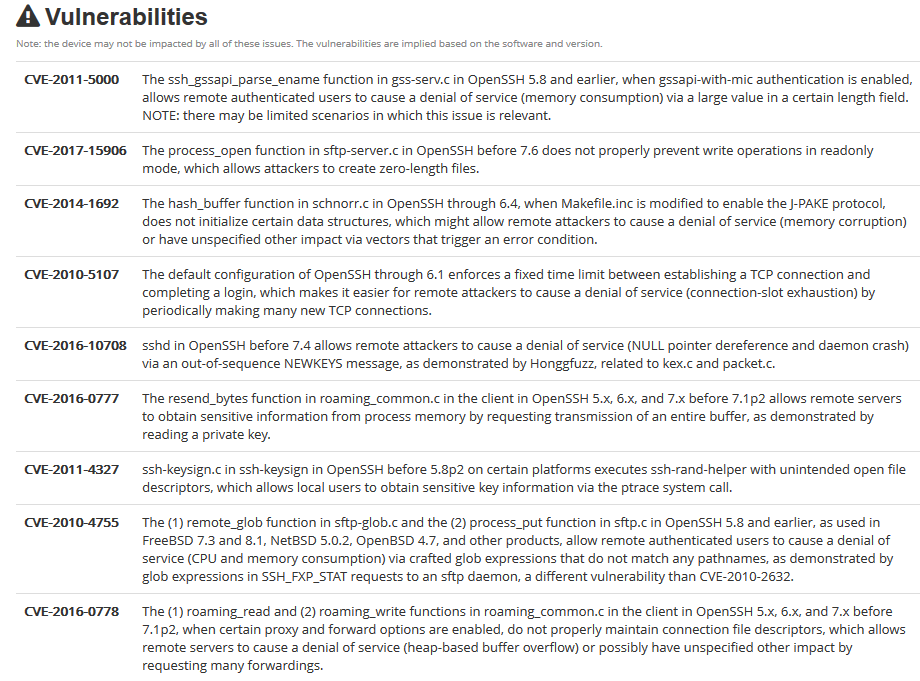 Vulnerabilities
Note: the device may not be impacted by all of these issues. The vulnerabilities are implied based on the software and version.
CVE-2011-5000 The ssh_gssapi_parse_ename function in gss-serv.c in OpenSSH 5.8 and earlier, when gssapi-with-mic authentication is enabled,
allows remote authenticated users to cause a denial of service (memory consumption) via a large value in a certain length field.
NOTE: there may be limited scenarios in which this issue is relevant.
CVE-2017-15906 The process_open function in sftp-server.c in OpenSSH before 7.6 does not properly prevent write operations in readonly
mode, which allows attackers to create zero-length files.
CVE-2014-1692 The hash_buffer function in schnorr.c in OpenSSH through 6.4, when Makefile.inc is modified to enable the J-PAKE protocol,
does not initialize certain data structures, which might allow remote attackers to cause a denial of service (memory corruption)
or have unspecified other impact via vectors that trigger an error condition.
CVE-2010-5107 The default configuration of OpenSSH through 6.1 enforces a fixed time limit between establishing a TCP connection and
completing a login, which makes it easier for remote attackers to cause a denial of service (connection-slot exhaustion) by
periodically making many new TCP connections.
CVE-2016-10708 sshd in OpenSSH before 7.4 allows remote attackers to cause a denial of service (NULL pointer dereference and daemon crash)
via an out-of-sequence NEWKEYS message, as demonstrated by Honggfuzz, related to kex.c and packet.c.
CVE-2016-0777 The resend_bytes function in roaming_common.c in the client in OpenSSH 5.x, 6.x, and 7.x before 7.1p2 allows remote servers
to obtain sensitive information from process memory by requesting transmission of an entire buffer, as demonstrated by
reading a private key.
CVE-2011-4327 ssh-keysign.c in ssh-keysign in OpenSSH before 5.8p2 on certain platforms executes ssh-rand-helper with unintended open file
descriptors, which allows local users to obtain sensitive key information via the ptrace system call.
CVE-2010-4755 The (1) remote_glob function in sftp-glob.c and the (2) process_put function in sftp.c in OpenSSH 5.8 and earlier, as used in
FreeBSD 7.3 and 8.1, NetBSD 5.0.2, OpenBSD 4.7, and other products, allow remote authenticated users to cause a denial of
service (CPU and memory consumption) via crafted glob expressions that do not match any pathnames, as demonstrated by
glob expressions in SSH_FXP_STAT requests to an sftp daemon, a different vulnerability than CVE-2010-2632.
CVE-2016-0778 The (1) roaming_read and (2) roaming_write functions in roaming_common.c in the client in OpenSSH 5.x, 6.x, and 7.x before
7.1p2, when certain proxy and forward options are enabled, do not properly maintain connection file descriptors, which allows
remote servers to cause a denial of service (heap-based buffer overflow) or possibly have unspecified other impact by
requesting many forwardings.